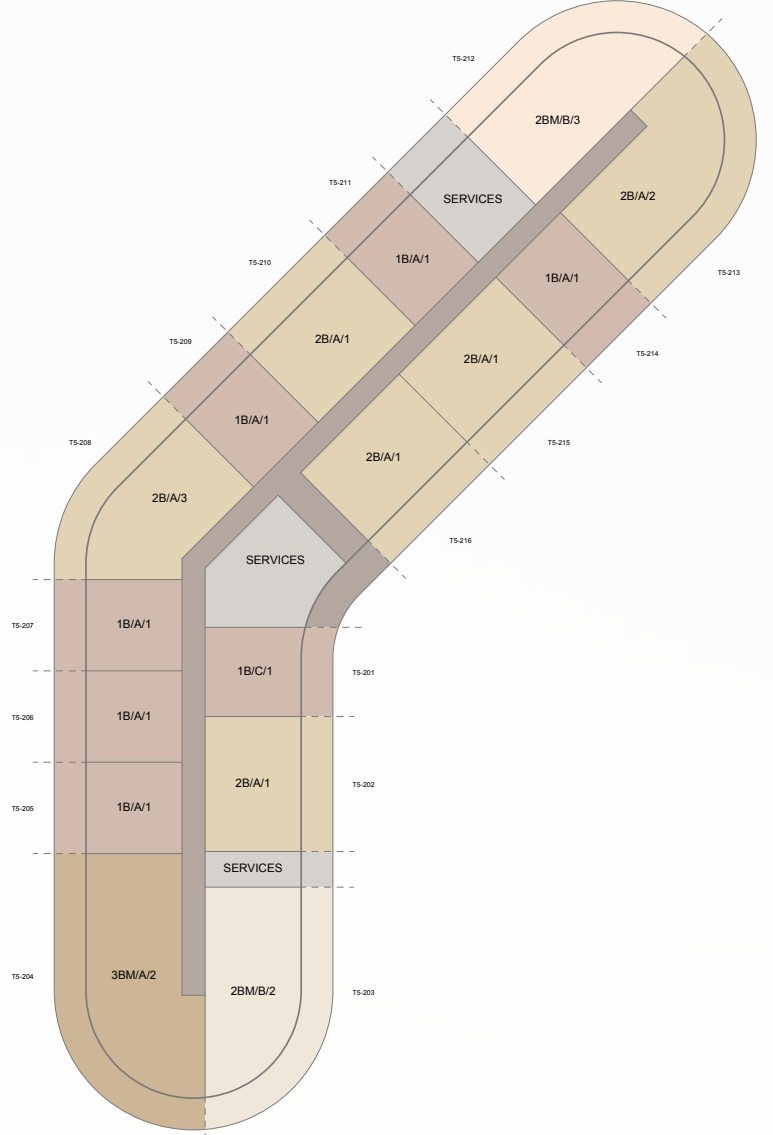 T5-212
2BM/B/3
2B/A/2
T5-211
SERVICES
T5-210
1B/A/1
1B/A/1
T5-213
T5-209
2B/A/1
2B/A/1
T5-214
T5-208
1B/A/1
2B/A/1
T5-215
2B/A/3
T5-216
SERVICES
T5-207
1B/A/1
1B/C/1
T5-201
T5-206
1B/A/1
2B/A/1
T5-202
T5-205
1B/A/1
SERVICES
T5-204
3BM/A/2
2BM/B/2
T5-203